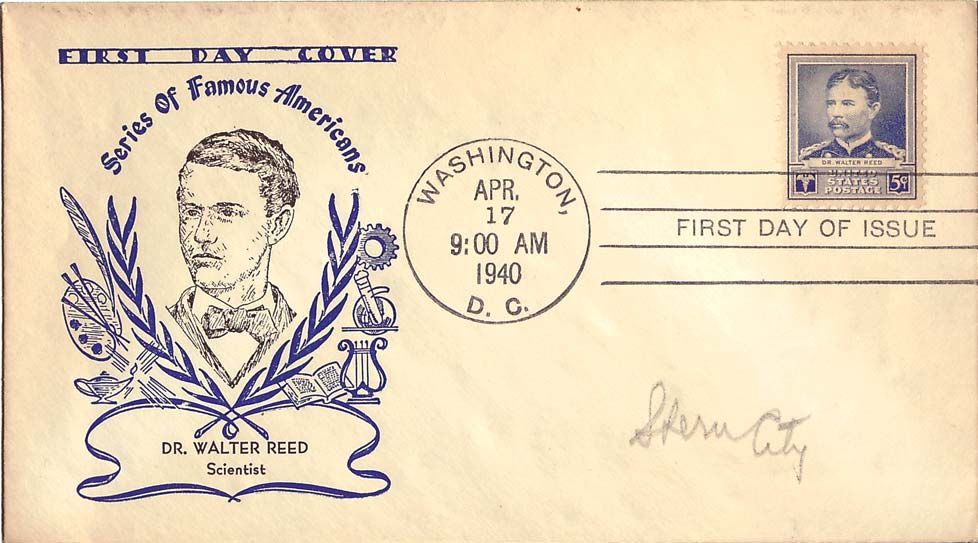 FIRST DAY COVER
Series Of Famous Americans
DR. WALTER REED
Scientist
WASHINGTON,
APR.
17
9:00 AM
1940
D. C.
DR. WALTER REED
UNITED
STATES
POSTAGE
5¢
FIRST DAY OF ISSUE
City